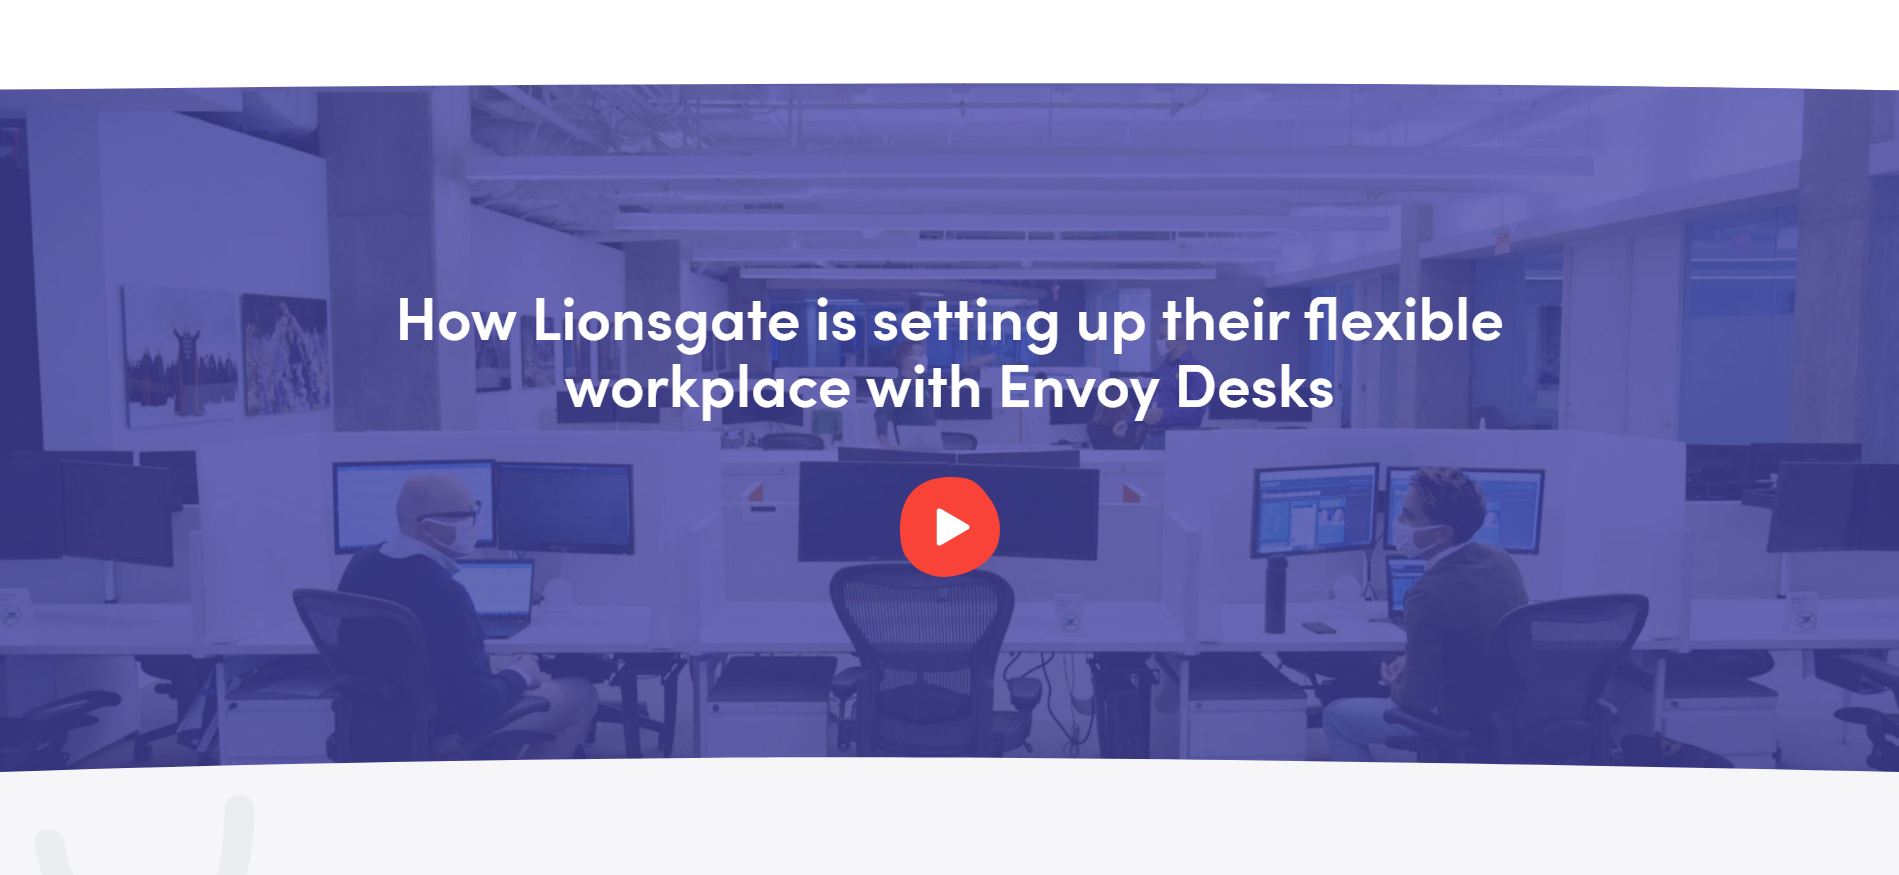 How Lionsgate is setting up their flexible
workplace with Envoy Desks